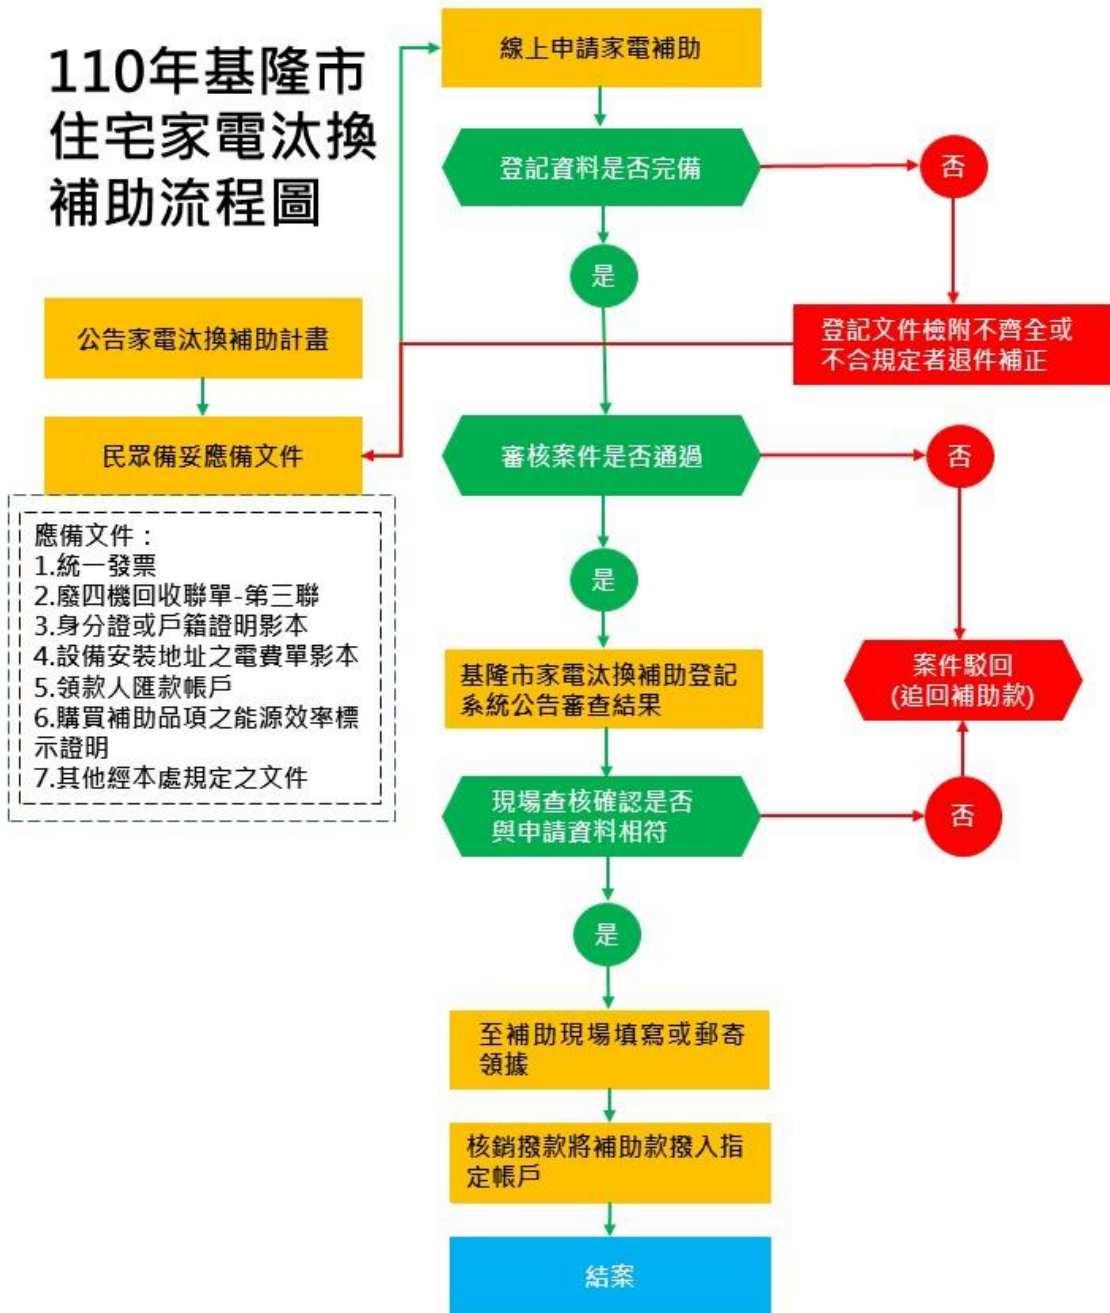 110年基隆市
住宅家電汰換
補助流程圖
公告家電汰換補助計畫
民眾備妥應備文件
應備文件：
1.統一發票
2.廢四機回收聯單-第三聯
3.身分證或戶籍證明影本
4.設備安裝地址之電費單影本
5.領款人匯款帳戶
6.購買補助品項之能源效率標
示證明
7.其他經本處規定之文件
線上申請家電補助
登記資料是否完備
否
是
登記文件檢附不齊全或
不合規定者退件補正
審核案件是否通過
否
是
基隆市家電汰換補助登記
系統公告審查結果
案件駁回
(追回補助款)
現場查核確認是否
與申請資料相符
否
是
至補助現場填寫或郵寄
領據
核銷撥款將補助款撥入指
定帳戶
結案